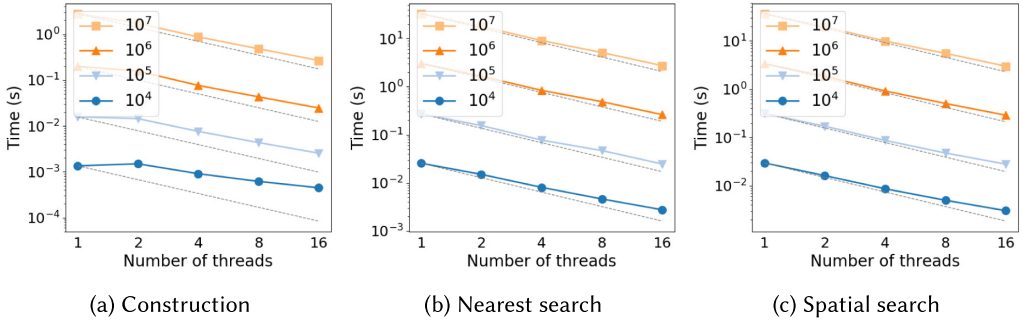 Time (s)
10⁰
10⁻¹
10⁻²
10⁻³
10⁻⁴
10⁷
10⁶
10⁵
10⁴
1 2 4 8 16
Number of threads
(a) Construction
Time (s)
10¹
10⁰
10⁻¹
10⁻²
10⁻³
10⁷
10⁶
10⁵
10⁴
1 2 4 8 16
Number of threads
(b) Nearest search
Time (s)
10¹
10⁰
10⁻¹
10⁻²
10⁷
10⁶
10⁵
10⁴
1 2 4 8 16
Number of threads
(c) Spatial search